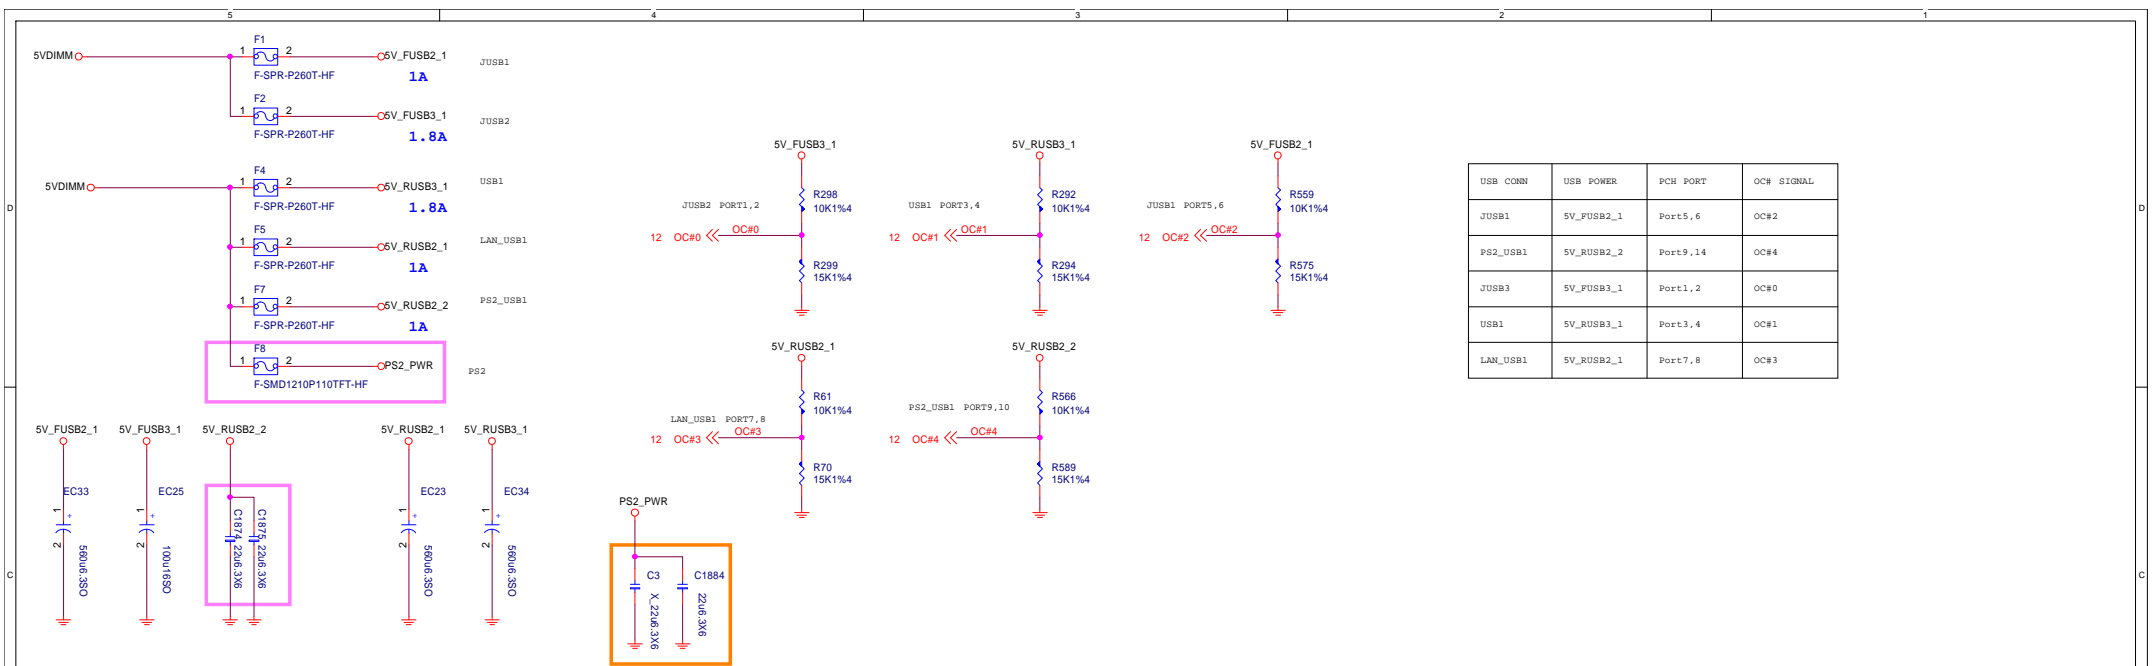 5 4 3 2 1
F1
5VDIMM 1 2 5V_FUSB2_1 JUSB1
F-SPR-P260T-HF 1A
F2
1 2 5V_FUSB3_1 JUSB2
F-SPR-P260T-HF 1.8A
F4
5VDIMM 1 2 5V_RUSB3_1 USB1
F-SPR-P260T-HF 1.8A
F5
1 2 5V_RUSB2_1 LAN_USB1
F-SPR-P260T-HF 1A
F7
1 2 5V_RUSB2_2 PS2_USB1
F-SPR-P260T-HF 1A
F8
1 2 PS2_PWR PS2
F-SMD1210P110TFT-HF
5V_FUSB3_1
R298
10K1%4
JUSB2 PORT1,2
12 OC#0 OC#0
R299
15K1%4
5V_RUSB3_1
R292
10K1%4
USB1 PORT3,4
12 OC#1 OC#1
R294
15K1%4
5V_FUSB2_1
R559
10K1%4
JUSB1 PORT5,6
12 OC#2 OC#2
R575
15K1%4
5V_RUSB2_1
R61
10K1%4
LAN_USB1 PORT7,8
12 OC#3 OC#3
R70
15K1%4
5V_RUSB2_2
R566
10K1%4
PS2_USB1 PORT9,10
12 OC#4 OC#4
R589
15K1%4
USB CONN USB POWER PCH PORT OC# SIGNAL
JUSB1 5V_FUSB2_1 Port5,6 OC#2
PS2_USB1 5V_RUSB2_2 Port9,14 OC#4
JUSB3 5V_FUSB3_1 Port1,2 OC#0
USB1 5V_RUSB3_1 Port3,4 OC#1
LAN_USB1 5V_RUSB2_1 Port7,8 OC#3
D D
5V_FUSB2_1 5V_FUSB3_1 5V_RUSB2_2 5V_RUSB2_1 5V_RUSB3_1
EC33
1 + 2
560u6.3SO
EC25
1 + 2
100u16SO
C1874 22u6.3X6
C1875 22u6.3X6
EC23
1 + 2
560u6.3SO
EC34
1 + 2
560u6.3SO
PS2_PWR
C3
X_22u6.3X6
C1884
22u6.3X6
C C